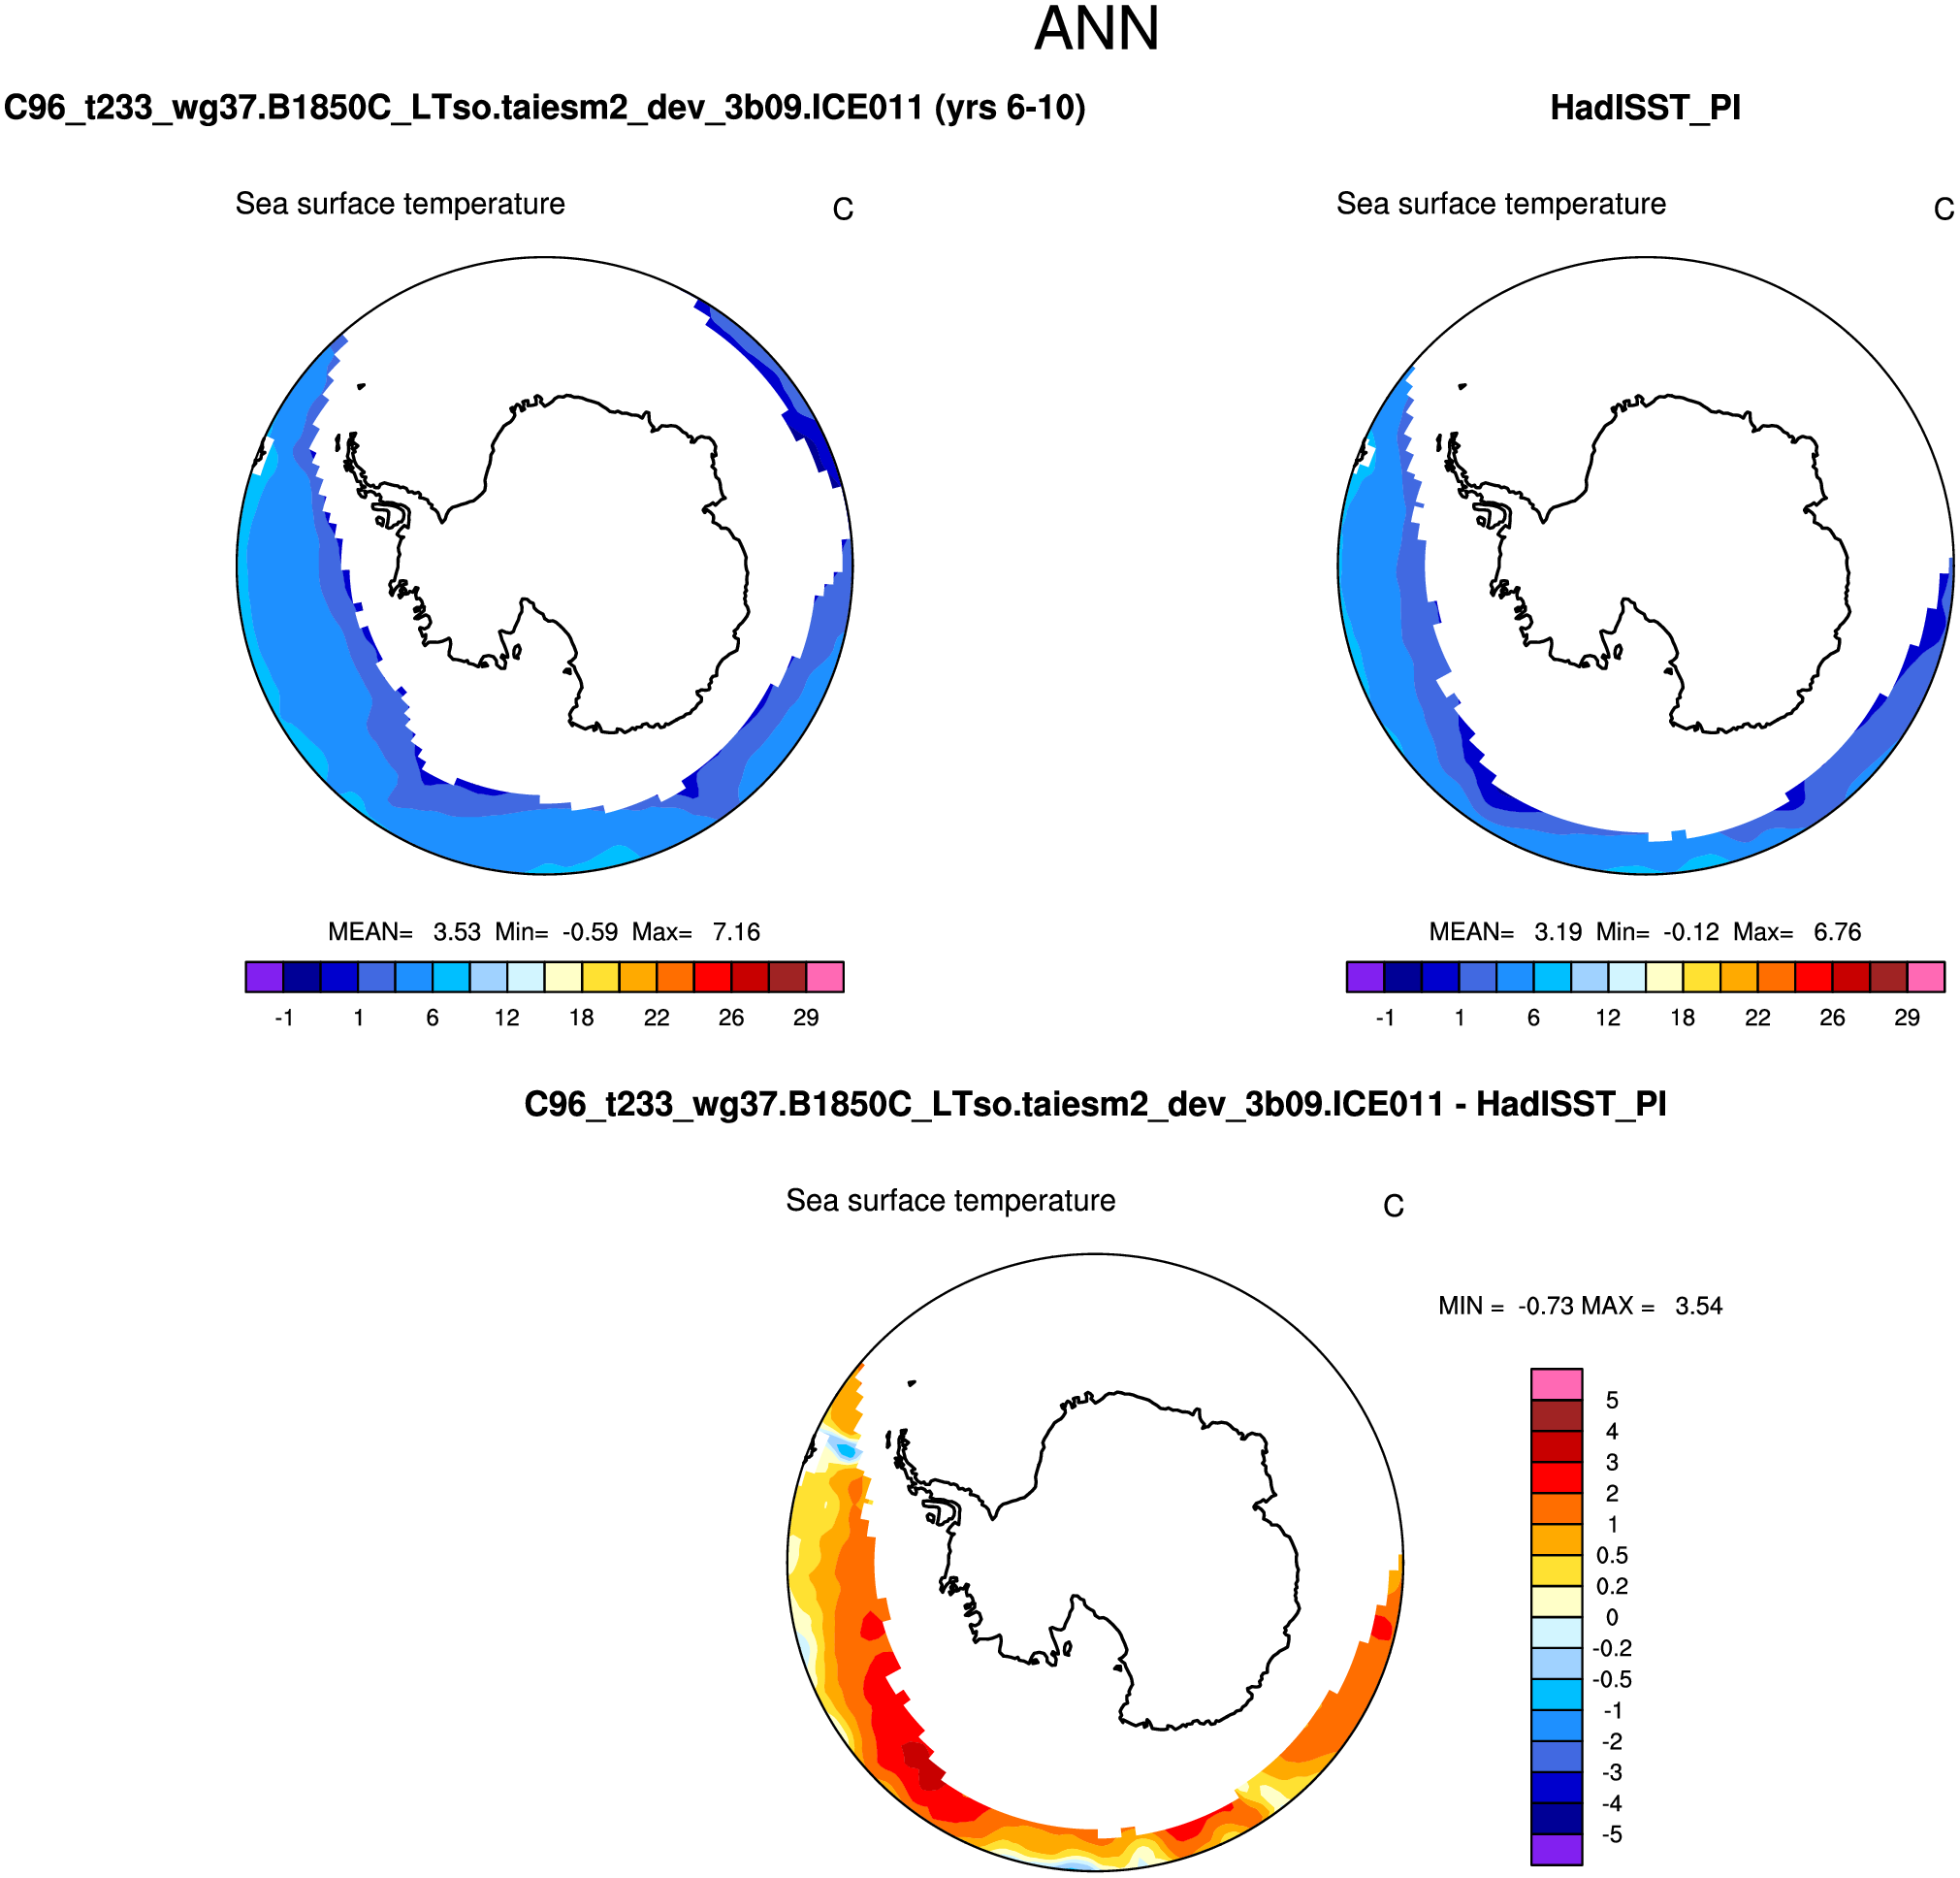 ANN
C96_t233_wg37.B1850C_LTso.taiesm2_dev_3b09.ICE011 (yrs 6-10)
HadISST_PI
Sea surface temperature C
Sea surface temperature C
MEAN= 3.53 Min= -0.59 Max= 7.16
MEAN= 3.19 Min= -0.12 Max= 6.76
-1 1 6 12 18 22 26 29
-1 1 6 12 18 22 26 29
C96_t233_wg37.B1850C_LTso.taiesm2_dev_3b09.ICE011 - HadISST_PI
Sea surface temperature C
MIN = -0.73 MAX = 3.54
5
4
3
2
1
0.5
0.2
0
-0.2
-0.5
-1
-2
-3
-4
-5